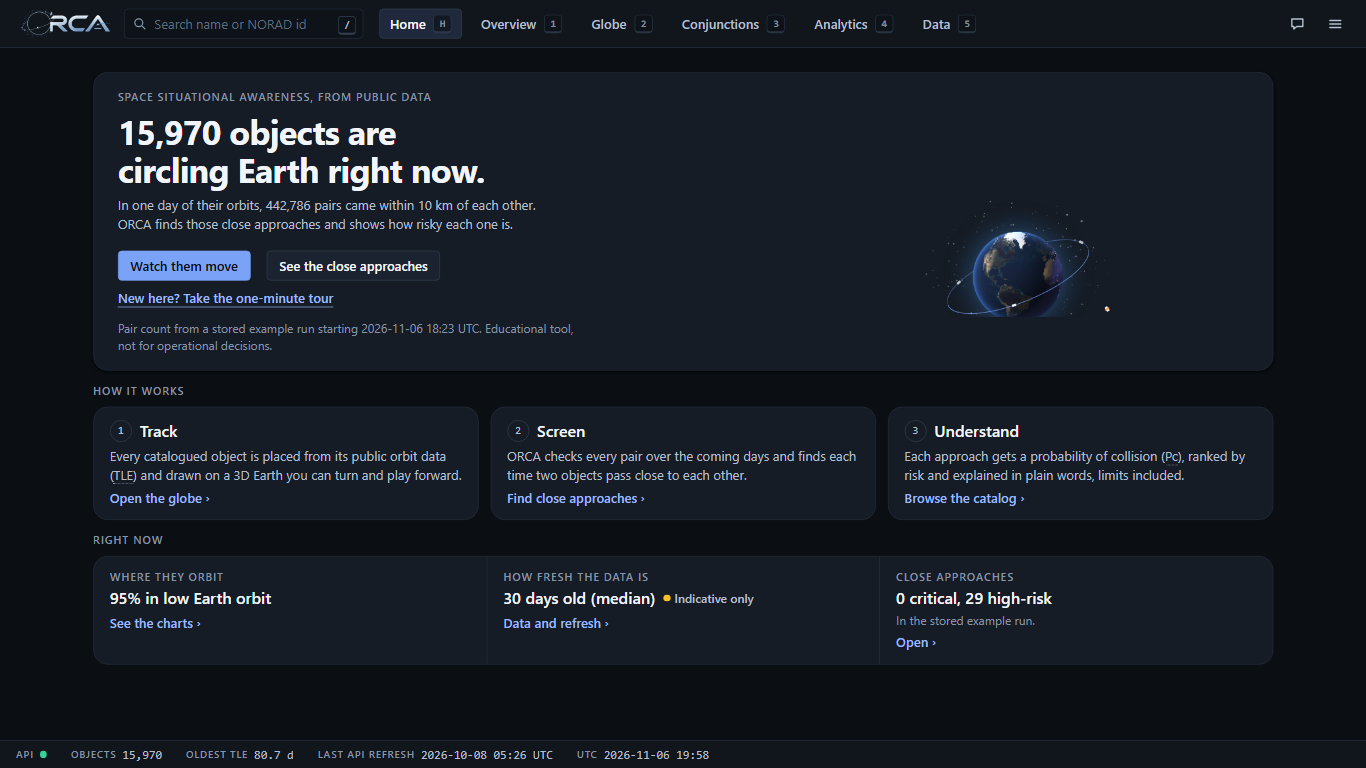 ORCA
Search name or NORAD id /
Home H
Overview 1
Globe 2
Conjunctions 3
Analytics 4
Data 5
SPACE SITUATIONAL AWARENESS, FROM PUBLIC DATA
15,970 objects are
circling Earth right now.
In one day of their orbits, 442,786 pairs came within 10 km of each other.
ORCA finds those close approaches and shows how risky each one is.
Watch them move
See the close approaches
New here? Take the one-minute tour
Pair count from a stored example run starting 2026-11-06 18:23 UTC. Educational tool,
not for operational decisions.
HOW IT WORKS
1 Track
Every catalogued object is placed from its public orbit data
(TLE) and drawn on a 3D Earth you can turn and play forward.
Open the globe ›
2 Screen
ORCA checks every pair over the coming days and finds each
time two objects pass close to each other.
Find close approaches ›
3 Understand
Each approach gets a probability of collision (Pc), ranked by
risk and explained in plain words, limits included.
Browse the catalog ›
RIGHT NOW
WHERE THEY ORBIT
95% in low Earth orbit
See the charts ›
HOW FRESH THE DATA IS
30 days old (median) Indicative only
Data and refresh ›
CLOSE APPROACHES
0 critical, 29 high-risk
In the stored example run.
Open ›
API OBJECTS 15,970 OLDEST TLE 80.7 d LAST API REFRESH 2026-10-08 05:26 UTC UTC 2026-11-06 19:58